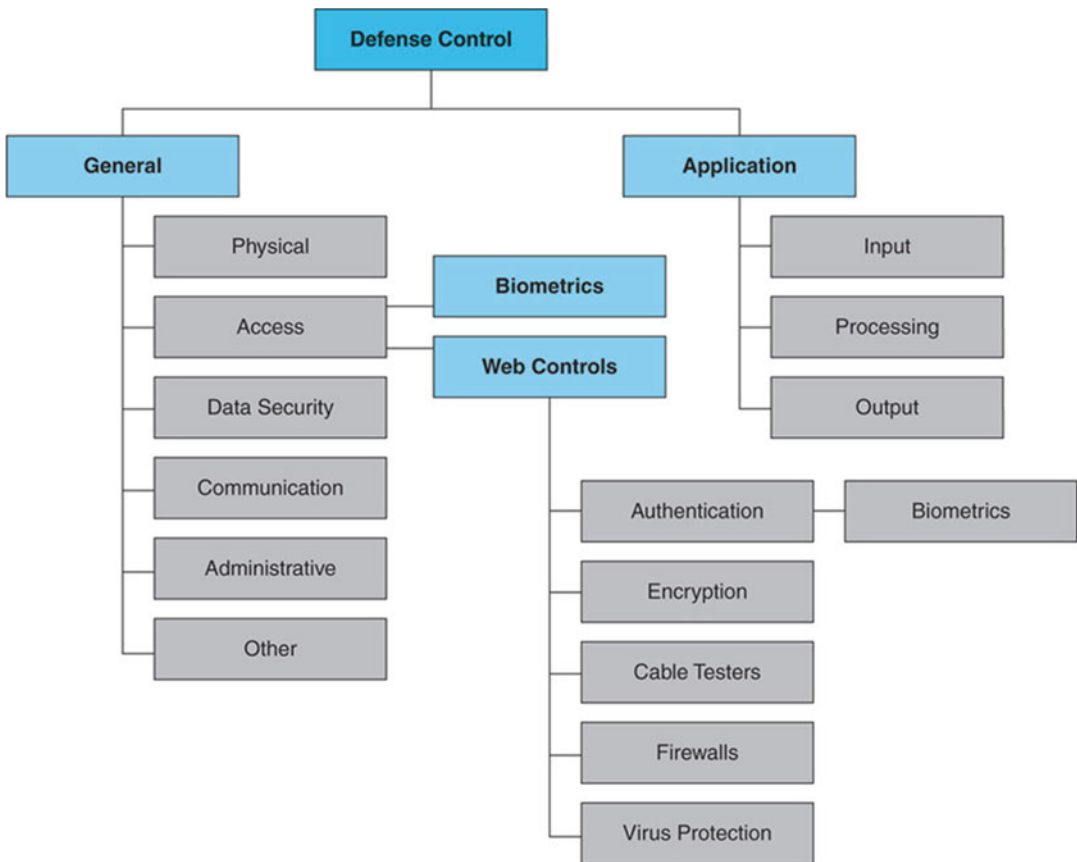 Defense Control
General
Application
Physical
Input
Biometrics
Access
Processing
Web Controls
Data Security
Output
Communication
Authentication
Biometrics
Administrative
Encryption
Other
Cable Testers
Firewalls
Virus Protection